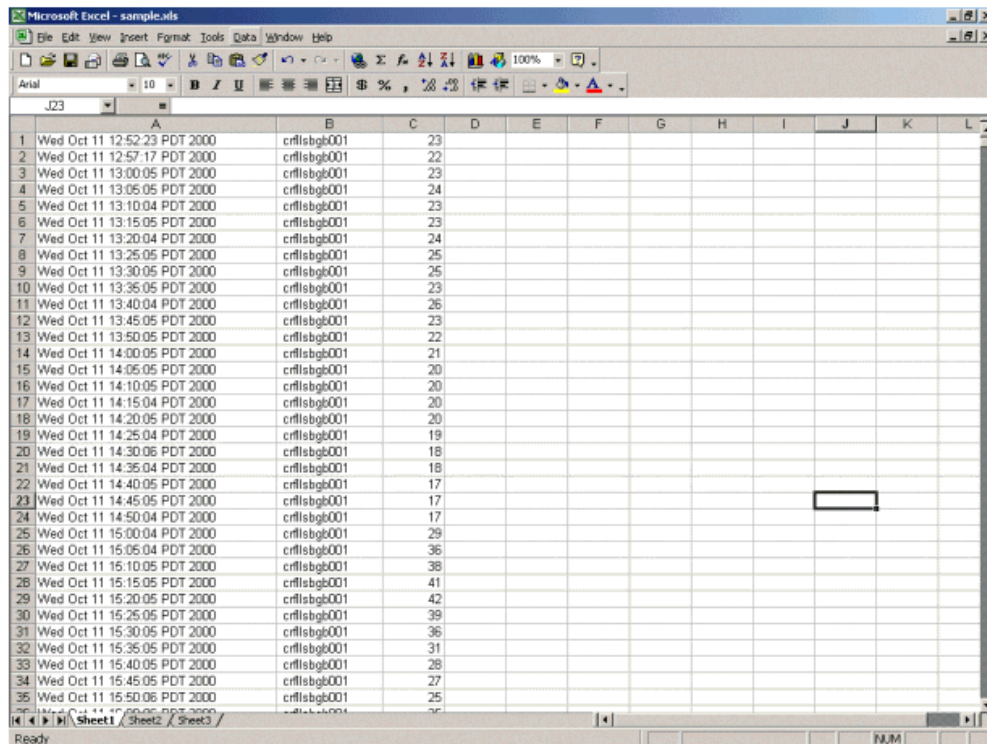 Microsoft Excel - sample.xls
File Edit View Insert Format Tools Data Window Help
100%
Arial 10 B I U $ % ,
J23 =
A B C D E F G H I J K L
1 Wed Oct 11 12:52:23 PDT 2000 crfllsbgb001 23
2 Wed Oct 11 12:57:17 PDT 2000 crfllsbgb001 22
3 Wed Oct 11 13:00:05 PDT 2000 crfllsbgb001 23
4 Wed Oct 11 13:05:05 PDT 2000 crfllsbgb001 24
5 Wed Oct 11 13:10:04 PDT 2000 crfllsbgb001 23
6 Wed Oct 11 13:15:05 PDT 2000 crfllsbgb001 23
7 Wed Oct 11 13:20:04 PDT 2000 crfllsbgb001 24
8 Wed Oct 11 13:25:05 PDT 2000 crfllsbgb001 25
9 Wed Oct 11 13:30:05 PDT 2000 crfllsbgb001 25
10 Wed Oct 11 13:35:05 PDT 2000 crfllsbgb001 23
11 Wed Oct 11 13:40:04 PDT 2000 crfllsbgb001 26
12 Wed Oct 11 13:45:05 PDT 2000 crfllsbgb001 23
13 Wed Oct 11 13:50:05 PDT 2000 crfllsbgb001 22
14 Wed Oct 11 14:00:05 PDT 2000 crfllsbgb001 21
15 Wed Oct 11 14:05:05 PDT 2000 crfllsbgb001 20
16 Wed Oct 11 14:10:05 PDT 2000 crfllsbgb001 20
17 Wed Oct 11 14:15:04 PDT 2000 crfllsbgb001 20
18 Wed Oct 11 14:20:05 PDT 2000 crfllsbgb001 20
19 Wed Oct 11 14:25:04 PDT 2000 crfllsbgb001 19
20 Wed Oct 11 14:30:06 PDT 2000 crfllsbgb001 18
21 Wed Oct 11 14:35:04 PDT 2000 crfllsbgb001 18
22 Wed Oct 11 14:40:05 PDT 2000 crfllsbgb001 17
23 Wed Oct 11 14:45:05 PDT 2000 crfllsbgb001 17
24 Wed Oct 11 14:50:04 PDT 2000 crfllsbgb001 17
25 Wed Oct 11 15:00:04 PDT 2000 crfllsbgb001 29
26 Wed Oct 11 15:05:04 PDT 2000 crfllsbgb001 36
27 Wed Oct 11 15:10:05 PDT 2000 crfllsbgb001 38
28 Wed Oct 11 15:15:05 PDT 2000 crfllsbgb001 41
29 Wed Oct 11 15:20:05 PDT 2000 crfllsbgb001 42
30 Wed Oct 11 15:25:05 PDT 2000 crfllsbgb001 39
31 Wed Oct 11 15:30:05 PDT 2000 crfllsbgb001 36
32 Wed Oct 11 15:35:05 PDT 2000 crfllsbgb001 31
33 Wed Oct 11 15:40:05 PDT 2000 crfllsbgb001 28
34 Wed Oct 11 15:45:05 PDT 2000 crfllsbgb001 27
35 Wed Oct 11 15:50:06 PDT 2000 crfllsbgb001 25
Sheet1 Sheet2 Sheet3
Ready NUM